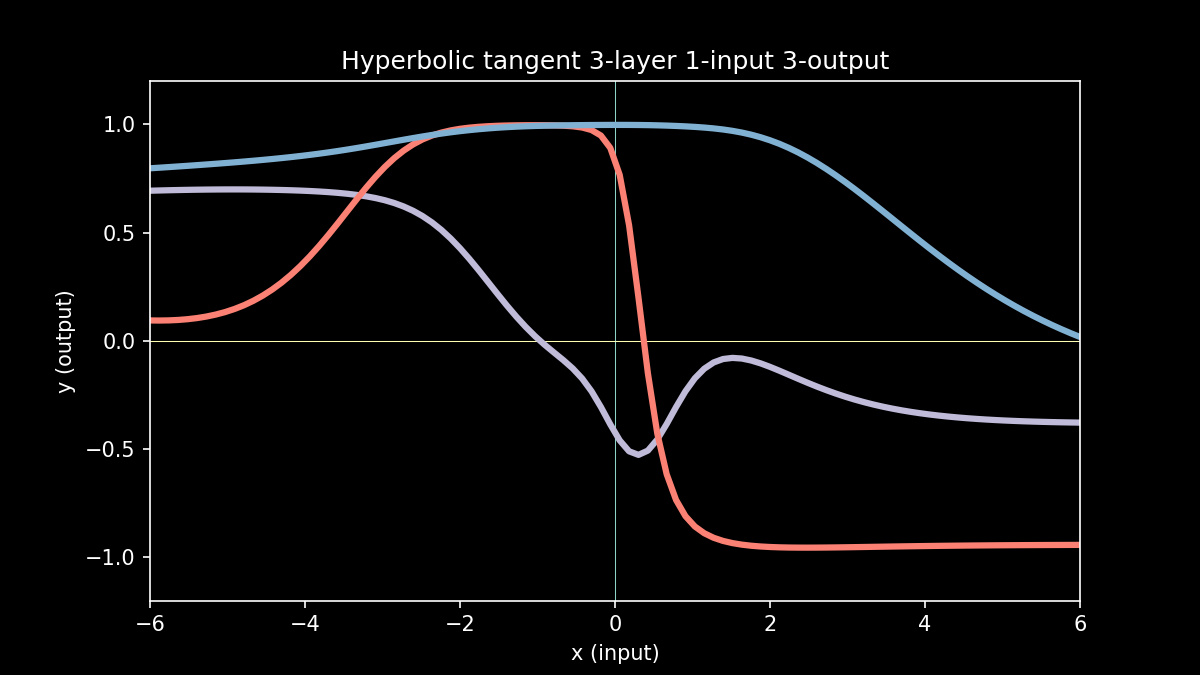 Hyperbolic tangent 3-layer 1-input 3-output
1.0
0.5
0.0
−0.5
−1.0
y (output)
−6 −4 −2 0 2 4 6
x (input)